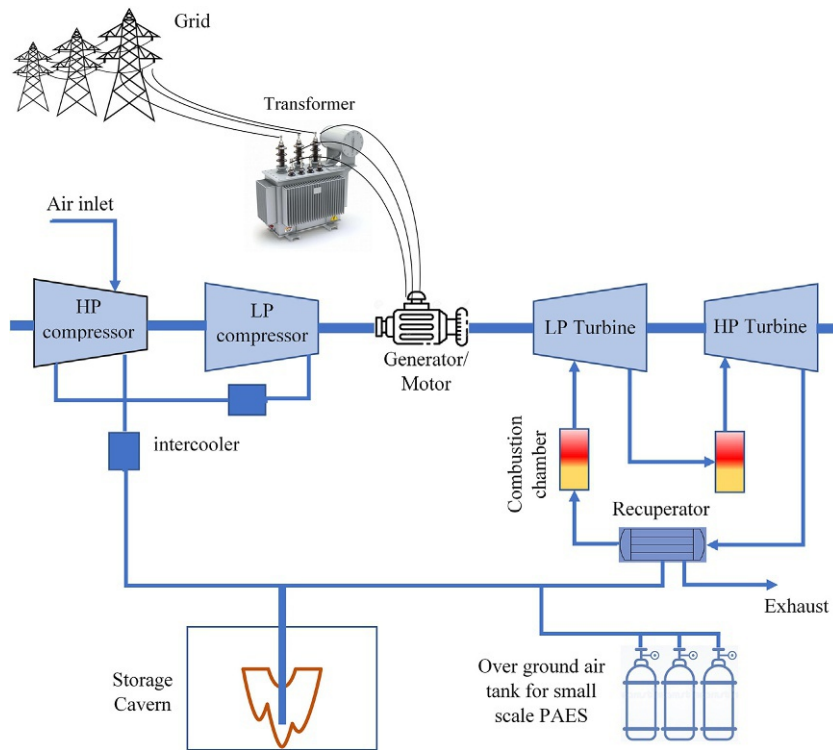 Grid
Transformer
Air inlet
HP
compressor
LP
compressor
Generator/
Motor
LP Turbine
HP Turbine
intercooler
Combustion
chamber
Recuperator
Exhaust
Storage
Cavern
Over ground air
tank for small
scale PAES